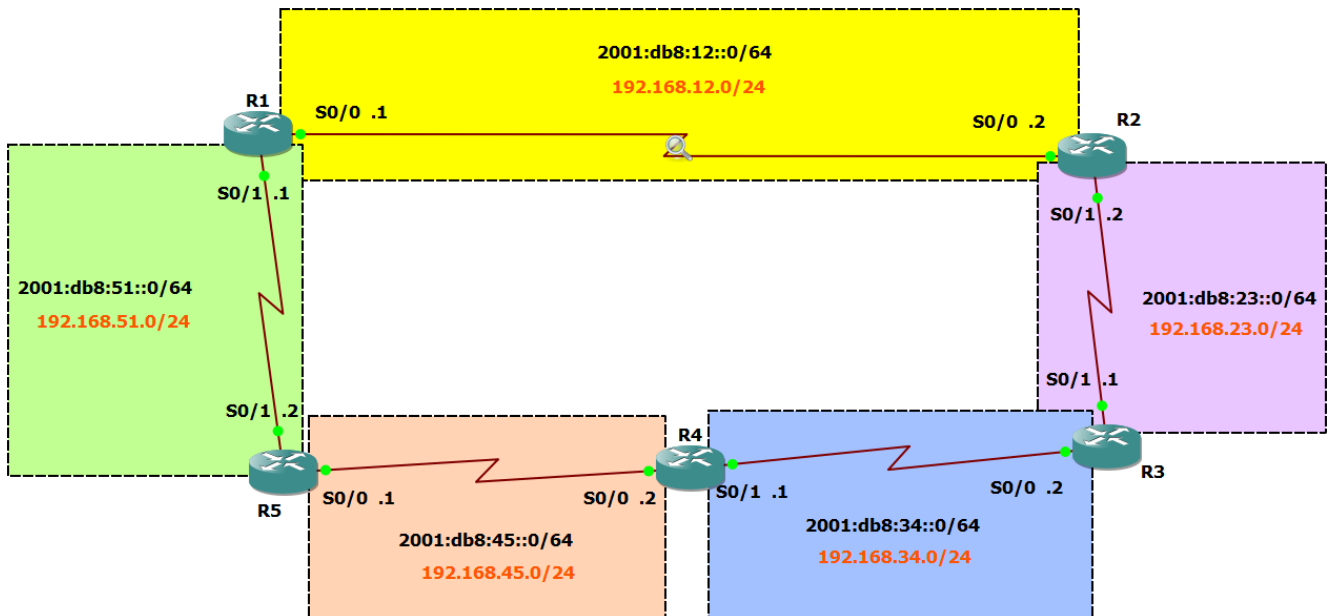 2001:db8:12::0/64
192.168.12.0/24
R1
S0/0 .1
S0/0 .2
R2
S0/1 .1
S0/1 .2
2001:db8:51::0/64
192.168.51.0/24
2001:db8:23::0/64
192.168.23.0/24
S0/1 .1
S0/1 .2
R4
R3
R5
S0/0 .1
S0/0 .2
S0/1 .1
S0/0 .2
2001:db8:45::0/64
192.168.45.0/24
2001:db8:34::0/64
192.168.34.0/24